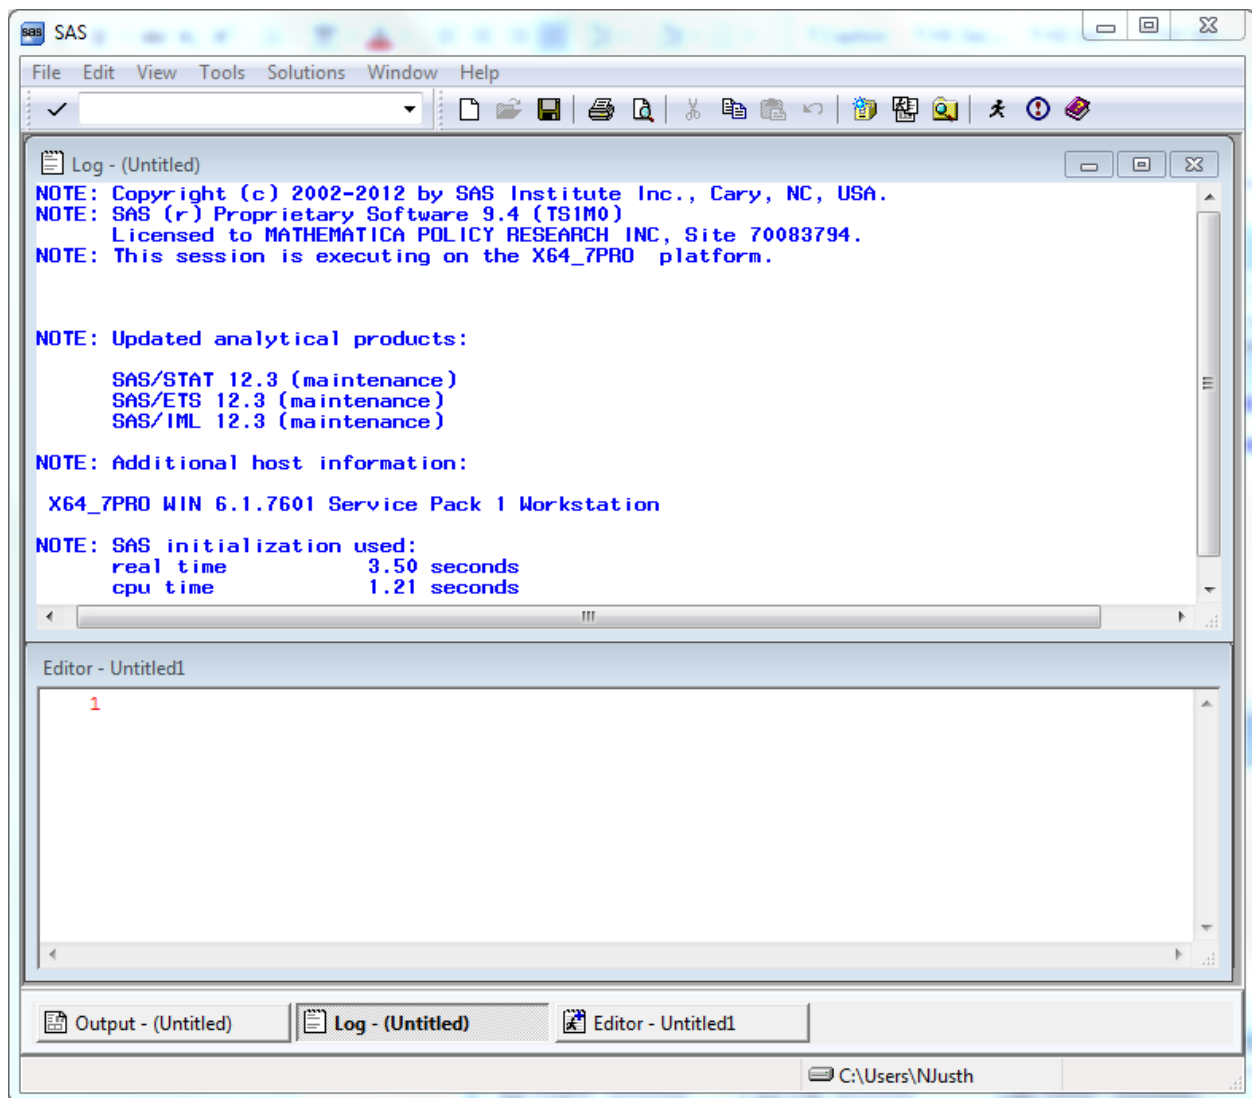 sas SAS
File Edit View Tools Solutions Window Help
Log - (Untitled)
NOTE: Copyright (c) 2002-2012 by SAS Institute Inc., Cary, NC, USA.
NOTE: SAS (r) Proprietary Software 9.4 (TS1M0)
Licensed to MATHEMATICA POLICY RESEARCH INC, Site 70083794.
NOTE: This session is executing on the X64_7PRO  platform.
NOTE: Updated analytical products:
SAS/STAT 12.3 (maintenance)
SAS/ETS 12.3 (maintenance)
SAS/IML 12.3 (maintenance)
NOTE: Additional host information:
X64_7PRO WIN 6.1.7601 Service Pack 1 Workstation
NOTE: SAS initialization used:
real time 3.50 seconds
cpu time 1.21 seconds
Editor - Untitled1
1
Output - (Untitled) Log - (Untitled) Editor - Untitled1
C:\Users\NJusth